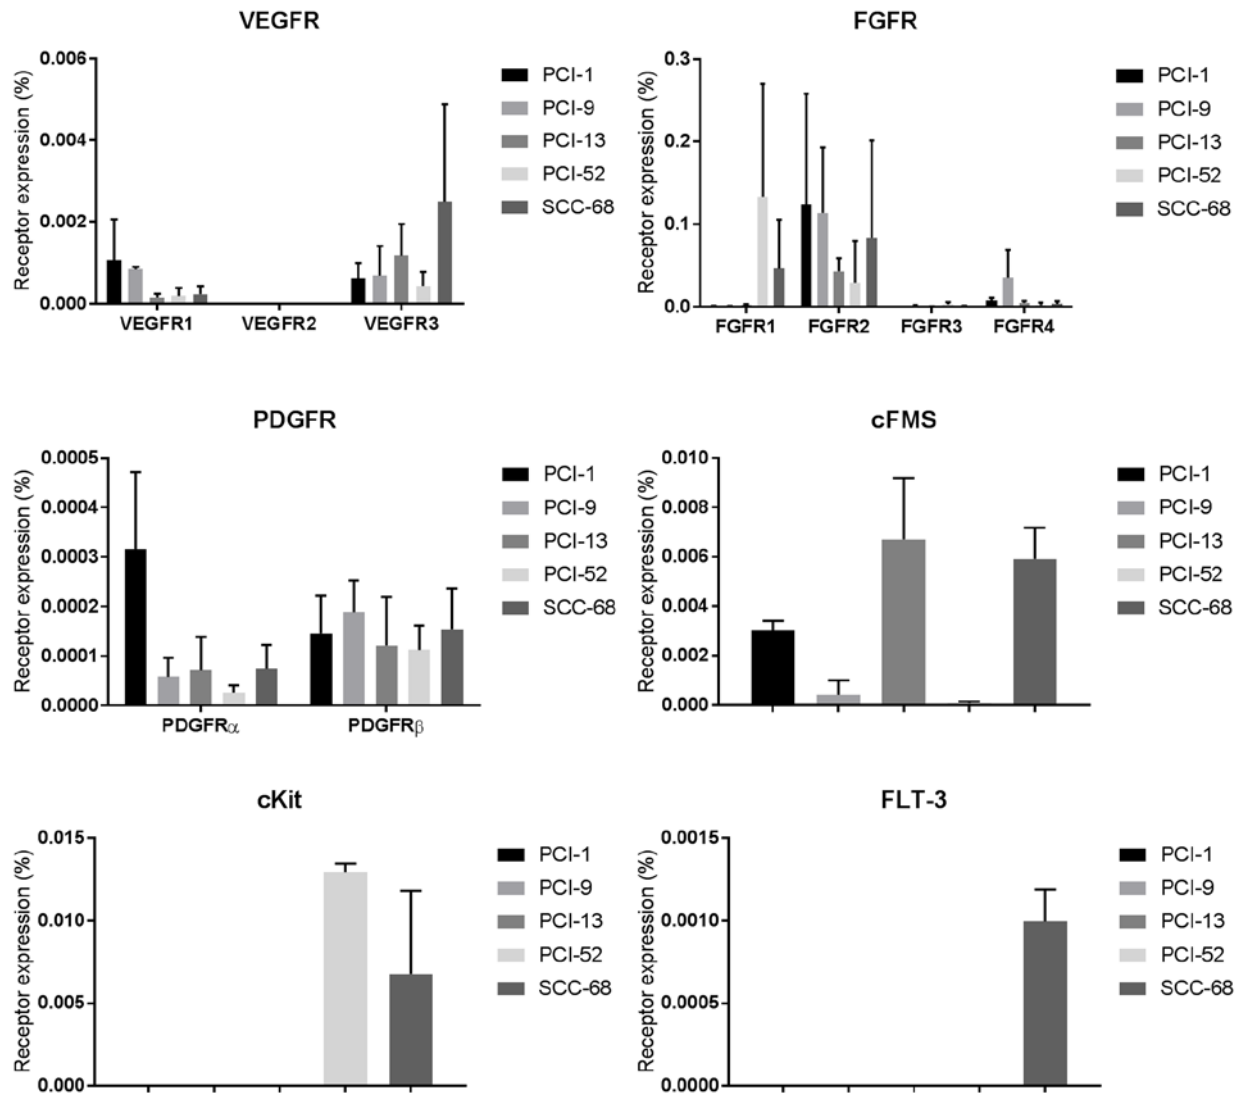 VEGFR
Receptor expression (%)
0.006
0.004
0.002
0.000
VEGFR1 VEGFR2 VEGFR3
PCI-1
PCI-9
PCI-13
PCI-52
SCC-68
FGFR
Receptor expression (%)
0.3
0.2
0.1
0.0
FGFR1 FGFR2 FGFR3 FGFR4
PCI-1
PCI-9
PCI-13
PCI-52
SCC-68
PDGFR
Receptor expression (%)
0.0005
0.0004
0.0003
0.0002
0.0001
0.0000
PDGFRα PDGFRβ
PCI-1
PCI-9
PCI-13
PCI-52
SCC-68
cFMS
Receptor expression (%)
0.010
0.008
0.006
0.004
0.002
0.000
PCI-1
PCI-9
PCI-13
PCI-52
SCC-68
cKit
Receptor expression (%)
0.015
0.010
0.005
0.000
PCI-1
PCI-9
PCI-13
PCI-52
SCC-68
FLT-3
Receptor expression (%)
0.0015
0.0010
0.0005
0.0000
PCI-1
PCI-9
PCI-13
PCI-52
SCC-68